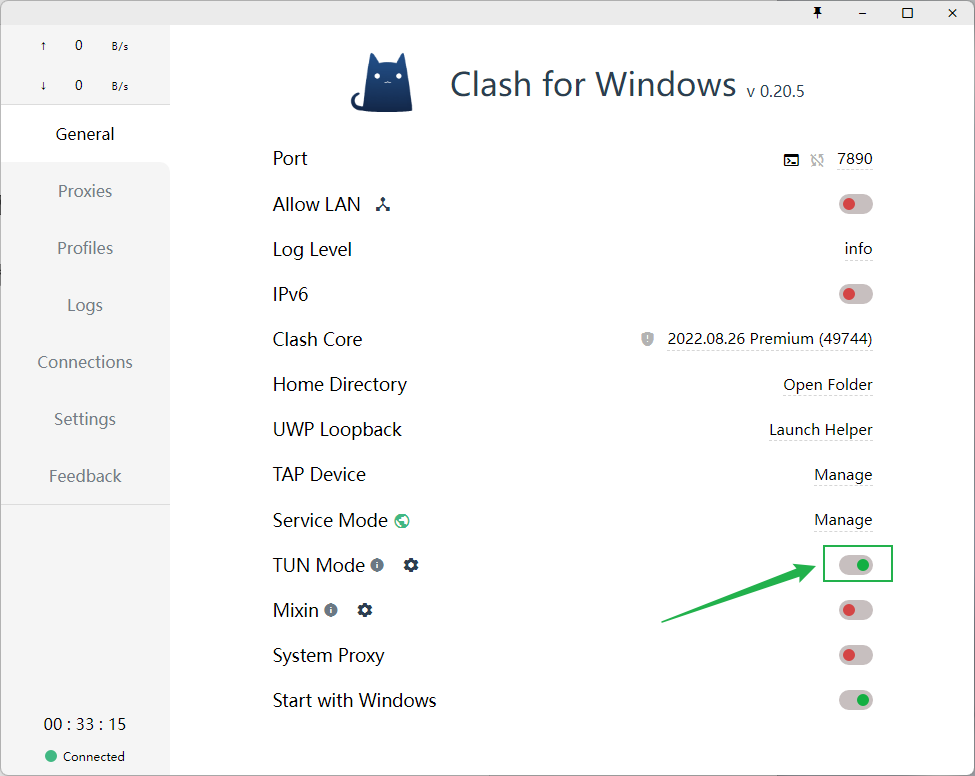 ↑ 0 B/s
↓ 0 B/s
General
Proxies
Profiles
Logs
Connections
Settings
Feedback
00 : 33 : 15
Connected
Clash for Windows v 0.20.5
Port 7890
Allow LAN
Log Level info
IPv6
Clash Core 2022.08.26 Premium (49744)
Home Directory Open Folder
UWP Loopback Launch Helper
TAP Device Manage
Service Mode Manage
TUN Mode
Mixin
System Proxy
Start with Windows